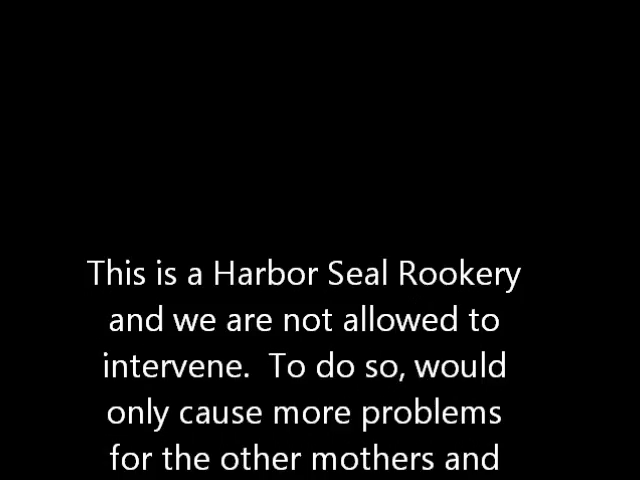 This is a Harbor Seal Rookery
and we are not allowed to
intervene.  To do so, would
only cause more problems
for the other mothers and